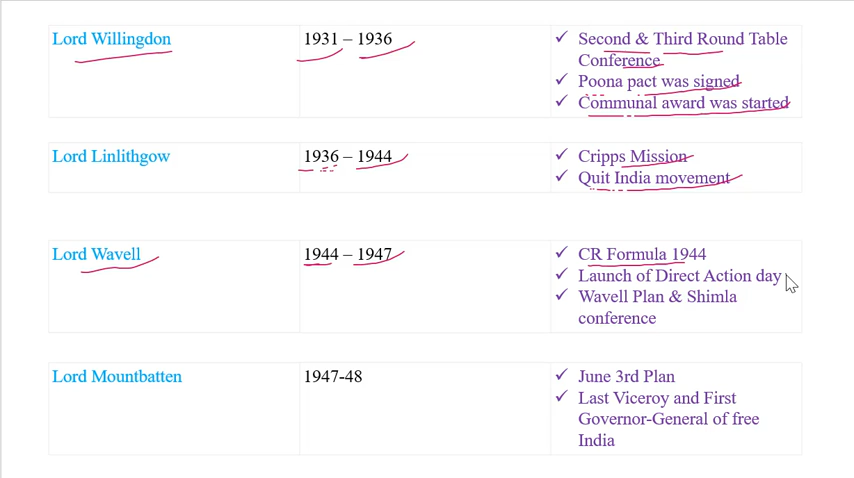 Lord Willingdon 1931 – 1936 ✓ Second & Third Round Table
Conference
✓ Poona pact was signed
✓ Communal award was started
Lord Linlithgow 1936 – 1944 ✓ Cripps Mission
✓ Quit India movement
Lord Wavell 1944 – 1947 ✓ CR Formula 1944
✓ Launch of Direct Action day
✓ Wavell Plan & Shimla
conference
Lord Mountbatten 1947-48 ✓ June 3rd Plan
✓ Last Viceroy and First
Governor-General of free
India